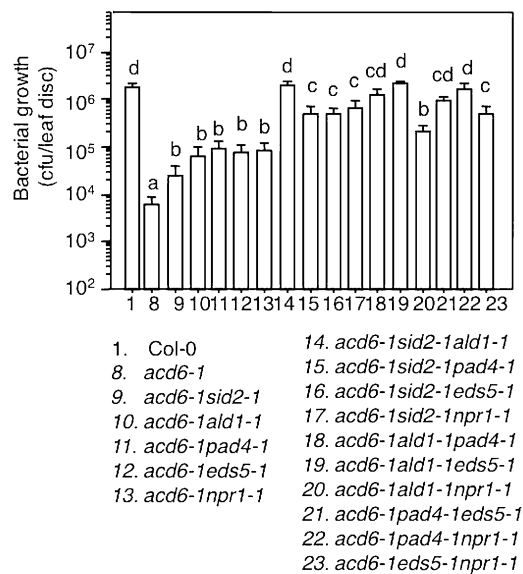 Bacterial growth
(cfu/leaf disc)
10⁷
10⁶
10⁵
10⁴
10³
10²
d a b b b b b d c c c cd d b cd d c
1 8 9 10 11 12 13 14 15 16 17 18 19 20 21 22 23
1. Col-0
8. acd6-1
9. acd6-1sid2-1
10. acd6-1ald1-1
11. acd6-1pad4-1
12. acd6-1eds5-1
13. acd6-1npr1-1
14. acd6-1sid2-1ald1-1
15. acd6-1sid2-1pad4-1
16. acd6-1sid2-1eds5-1
17. acd6-1sid2-1npr1-1
18. acd6-1ald1-1pad4-1
19. acd6-1ald1-1eds5-1
20. acd6-1ald1-1npr1-1
21. acd6-1pad4-1eds5-1
22. acd6-1pad4-1npr1-1
23. acd6-1eds5-1npr1-1